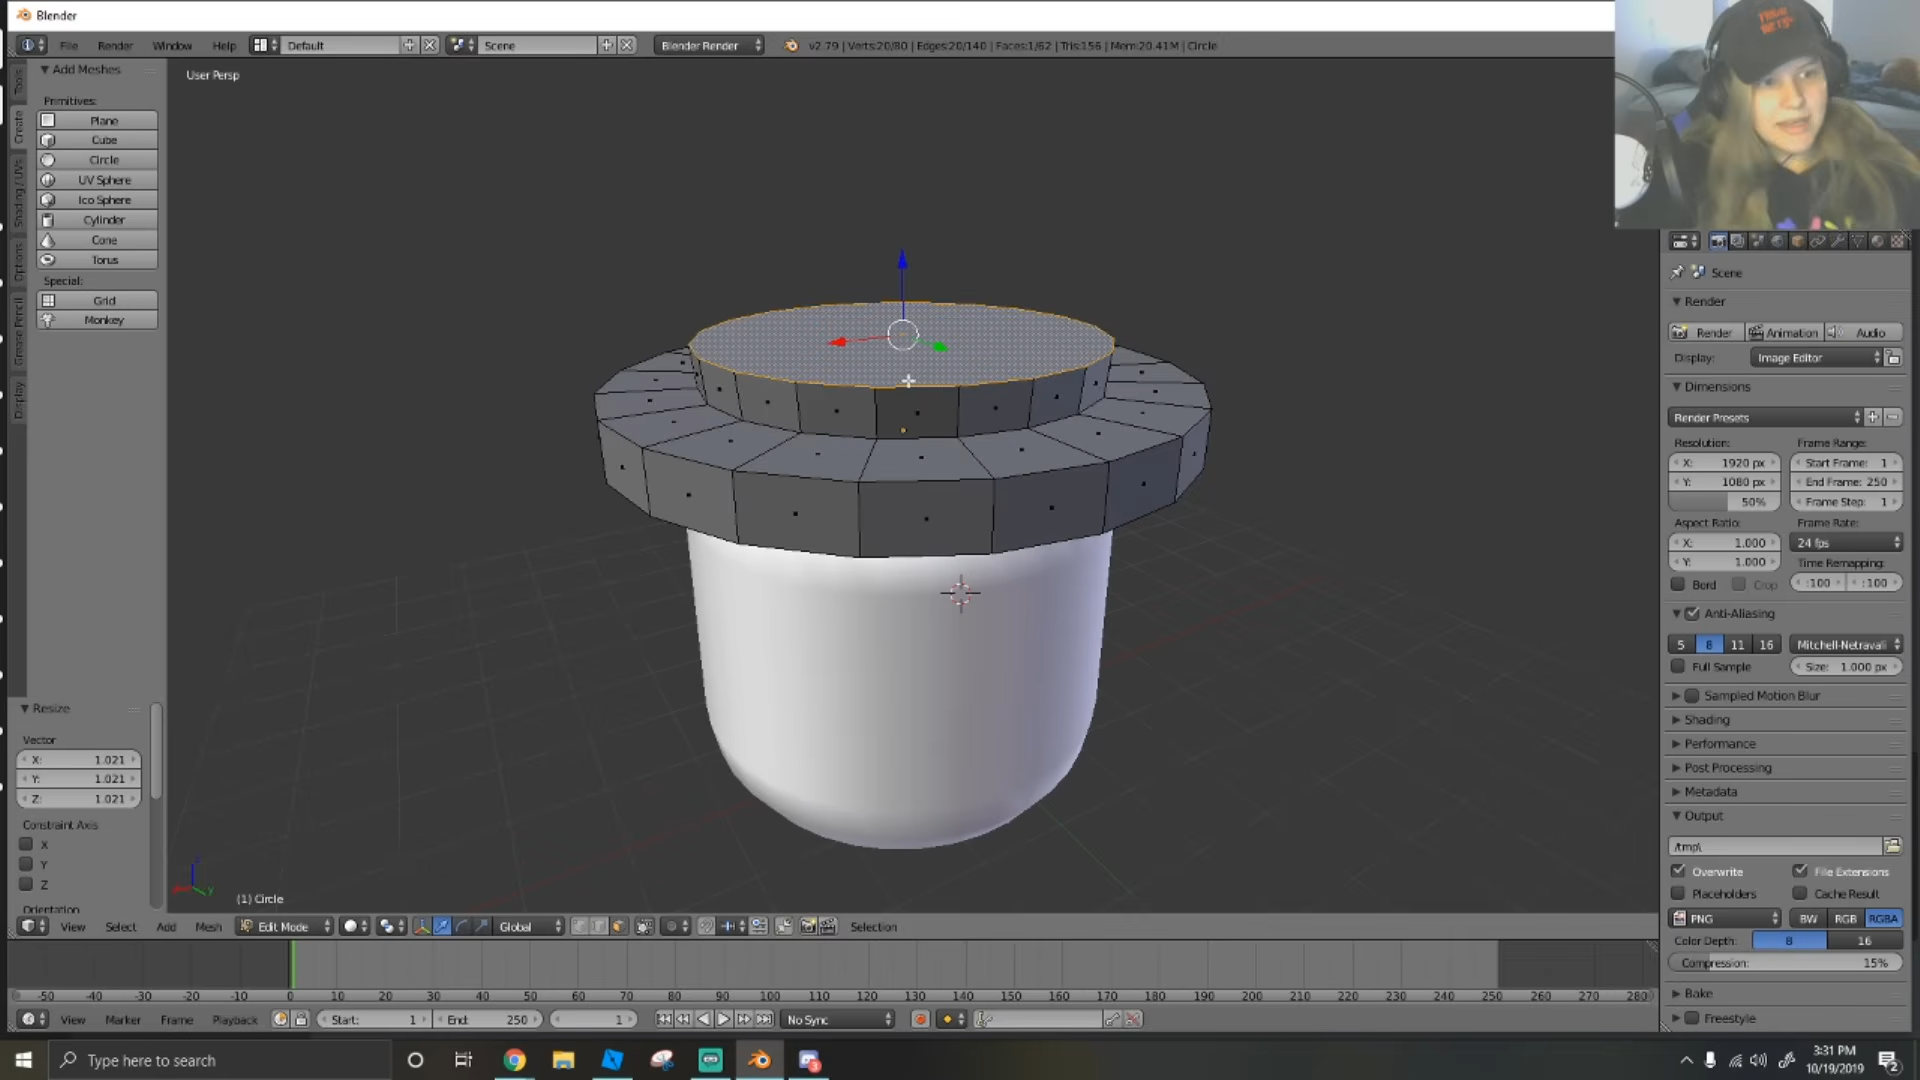 Blender
File Render Window Help Default Scene Blender Render v2.79 | Verts:20/80 | Edges:20/140 | Faces:1/62 | Tris:156 | Mem:20.41M | Circle
Add Meshes
User Persp
Primitives:
Plane
Cube
Circle
UV Sphere
Ico Sphere
Cylinder
Cone
Torus
Special:
Grid
Monkey
Tools
Create
Shading / UVs
Options
Grease Pencil
Display
Resize
Vector
X: 1.021
Y: 1.021
Z: 1.021
Constraint Axis
X
Y
Z
Orientation
(1) Circle
View Select Add Mesh Edit Mode Global Selection
Scene
Render
Render Animation Audio
Display: Image Editor
Dimensions
Render Presets
Resolution: Frame Range:
X: 1920 px Start Frame: 1
Y: 1080 px End Frame: 250
50% Frame Step: 1
Aspect Ratio: Frame Rate:
X: 1.000 24 fps
Y: 1.000 Time Remapping:
Bord Crop :100 :100
Anti-Aliasing
5 8 11 16 Mitchell-Netravali
Full Sample Size: 1.000 px
Sampled Motion Blur
Shading
Performance
Post Processing
Metadata
Output
/tmp\
Overwrite File Extensions
Placeholders Cache Result
PNG BW RGB RGBA
Color Depth: 8 16
Compression: 15%
Bake
Freestyle
-50 -40 -30 -20 -10 0 10 20 30 40 50 60 70 80 90 100 110 120 130 140 150 160 170 180 190 200 210 220 230 240 250 260 270 280
View Marker Frame Playback Start: 1 End: 250 1 No Sync
Type here to search
3:31 PM
10/19/2019
2